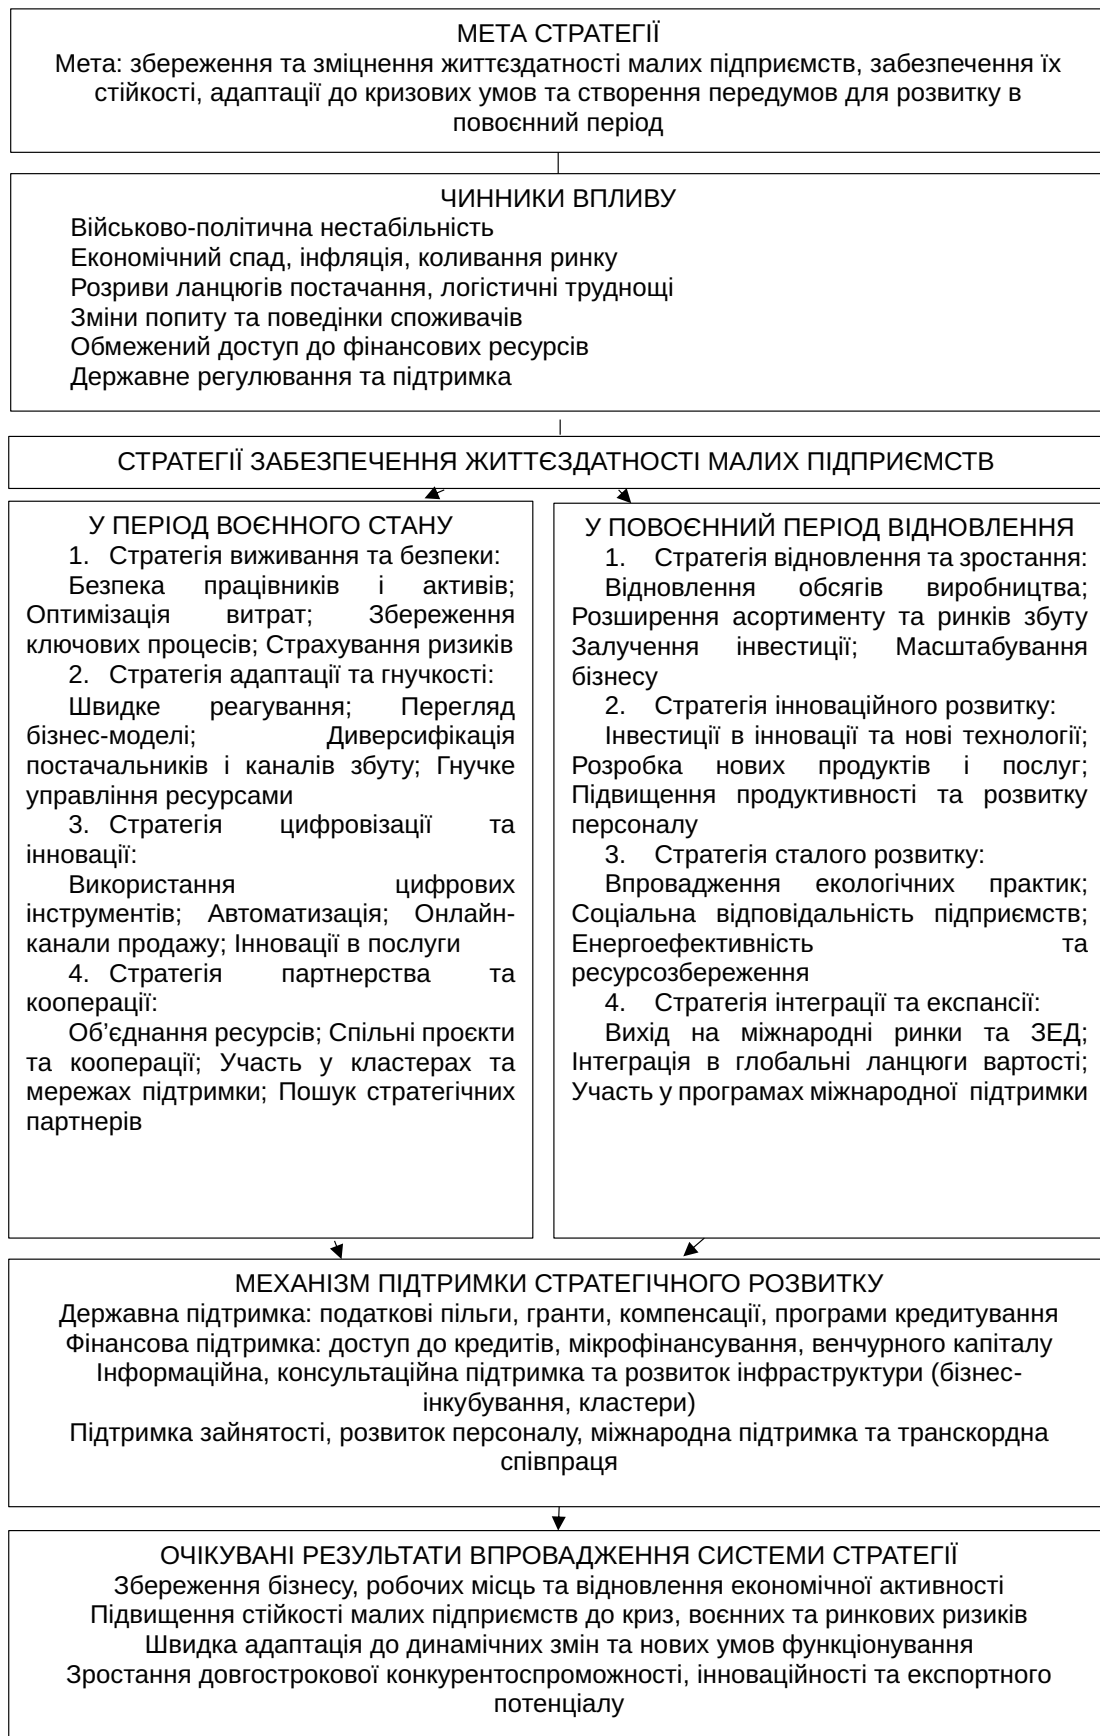 МЕТА СТРАТЕГІЇ
Мета: збереження та зміцнення життєздатності малих підприємств, забезпечення їх
стійкості, адаптації до кризових умов та створення передумов для розвитку в
повоєнний період
ЧИННИКИ ВПЛИВУ
Військово-політична нестабільність
Економічний спад, інфляція, коливання ринку
Розриви ланцюгів постачання, логістичні труднощі
Зміни попиту та поведінки споживачів
Обмежений доступ до фінансових ресурсів
Державне регулювання та підтримка
СТРАТЕГІЇ ЗАБЕЗПЕЧЕННЯ ЖИТТЄЗДАТНОСТІ МАЛИХ ПІДПРИЄМСТВ
У ПЕРІОД ВОЄННОГО СТАНУ
1. Стратегія виживання та безпеки:
Безпека працівників і активів;
Оптимізація витрат; Збереження
ключових процесів; Страхування ризиків
2. Стратегія адаптації та гнучкості:
Швидке реагування; Перегляд
бізнес-моделі; Диверсифікація
постачальників і каналів збуту; Гнучке
управління ресурсами
3. Стратегія цифровізації та
інновації:
Використання цифрових
інструментів; Автоматизація; Онлайн-
канали продажу; Інновації в послуги
4. Стратегія партнерства та
кооперації:
Об’єднання ресурсів; Спільні проєкти
та кооперації; Участь у кластерах та
мережах підтримки; Пошук стратегічних
партнерів
У ПОВОЄННИЙ ПЕРІОД ВІДНОВЛЕННЯ
1. Стратегія відновлення та зростання:
Відновлення обсягів виробництва;
Розширення асортименту та ринків збуту
Залучення інвестиції; Масштабування
бізнесу
2. Стратегія інноваційного розвитку:
Інвестиції в інновації та нові технології;
Розробка нових продуктів і послуг;
Підвищення продуктивності та розвитку
персоналу
3. Стратегія сталого розвитку:
Впровадження екологічних практик;
Соціальна відповідальність підприємств;
Енергоефективність та
ресурсозбереження
4. Стратегія інтеграції та експансії:
Вихід на міжнародні ринки та ЗЕД;
Інтеграція в глобальні ланцюги вартості;
Участь у програмах міжнародної підтримки
МЕХАНІЗМ ПІДТРИМКИ СТРАТЕГІЧНОГО РОЗВИТКУ
Державна підтримка: податкові пільги, гранти, компенсації, програми кредитування
Фінансова підтримка: доступ до кредитів, мікрофінансування, венчурного капіталу
Інформаційна, консультаційна підтримка та розвиток інфраструктури (бізнес-
інкубування, кластери)
Підтримка зайнятості, розвиток персоналу, міжнародна підтримка та транскордна
співпраця
ОЧІКУВАНІ РЕЗУЛЬТАТИ ВПРОВАДЖЕННЯ СИСТЕМИ СТРАТЕГІЇ
Збереження бізнесу, робочих місць та відновлення економічної активності
Підвищення стійкості малих підприємств до криз, воєнних та ринкових ризиків
Швидка адаптація до динамічних змін та нових умов функціонування
Зростання довгострокової конкурентоспроможності, інноваційності та експортного
потенціалу